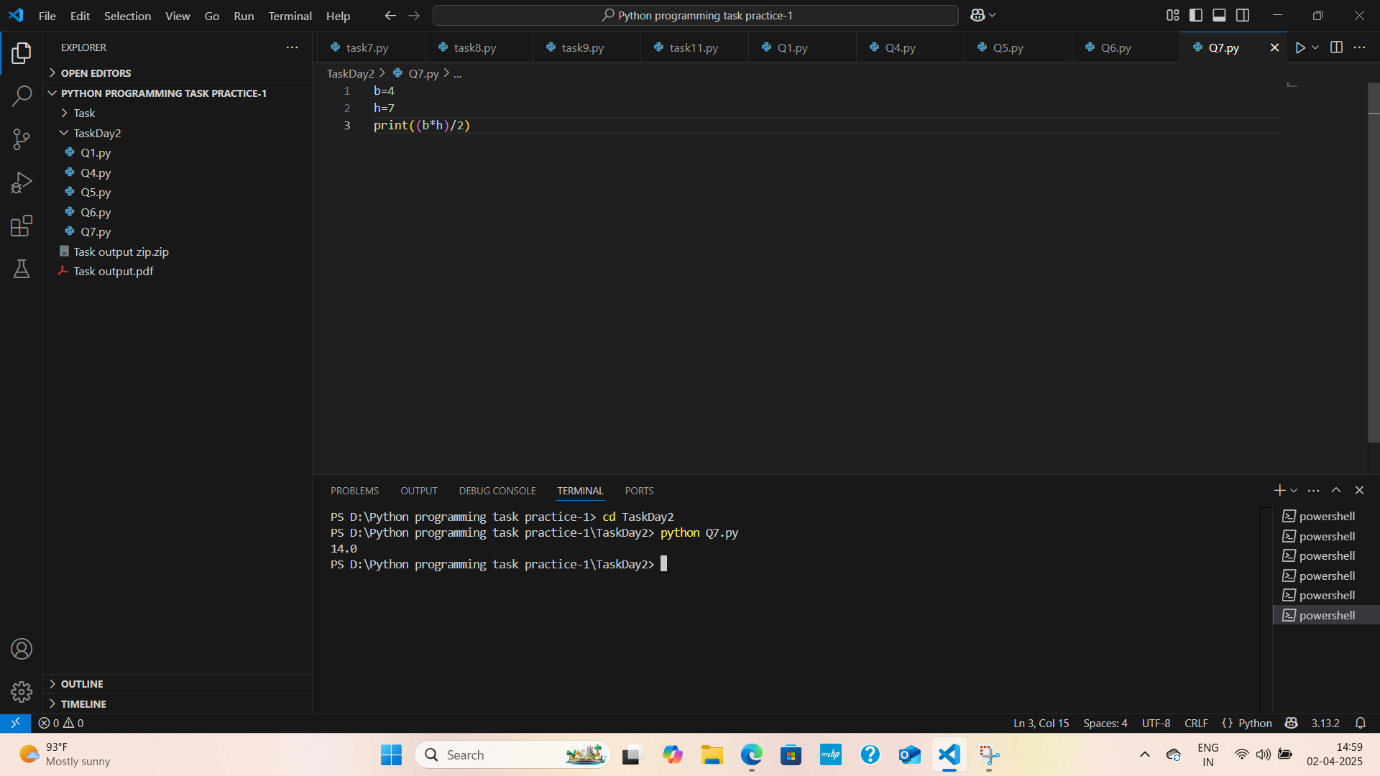 File Edit Selection View Go Run Terminal Help
Python programming task practice-1
EXPLORER
OPEN EDITORS
PYTHON PROGRAMMING TASK PRACTICE-1
Task
TaskDay2
Q1.py
Q4.py
Q5.py
Q6.py
Q7.py
Task output zip.zip
Task output.pdf
OUTLINE
TIMELINE
task7.py task8.py task9.py task11.py Q1.py Q4.py Q5.py Q6.py Q7.py
TaskDay2 > Q7.py > ...
1 b=4
2 h=7
3 print((b*h)/2)
PROBLEMS OUTPUT DEBUG CONSOLE TERMINAL PORTS
PS D:\Python programming task practice-1> cd TaskDay2
PS D:\Python programming task practice-1\TaskDay2> python Q7.py
14.0
PS D:\Python programming task practice-1\TaskDay2>
powershell
powershell
powershell
powershell
powershell
powershell
0 0 Ln 3, Col 15 Spaces: 4 UTF-8 CRLF {} Python 3.13.2
93°F
Mostly sunny
Search
myhp
ENG
IN
14:59
02-04-2025